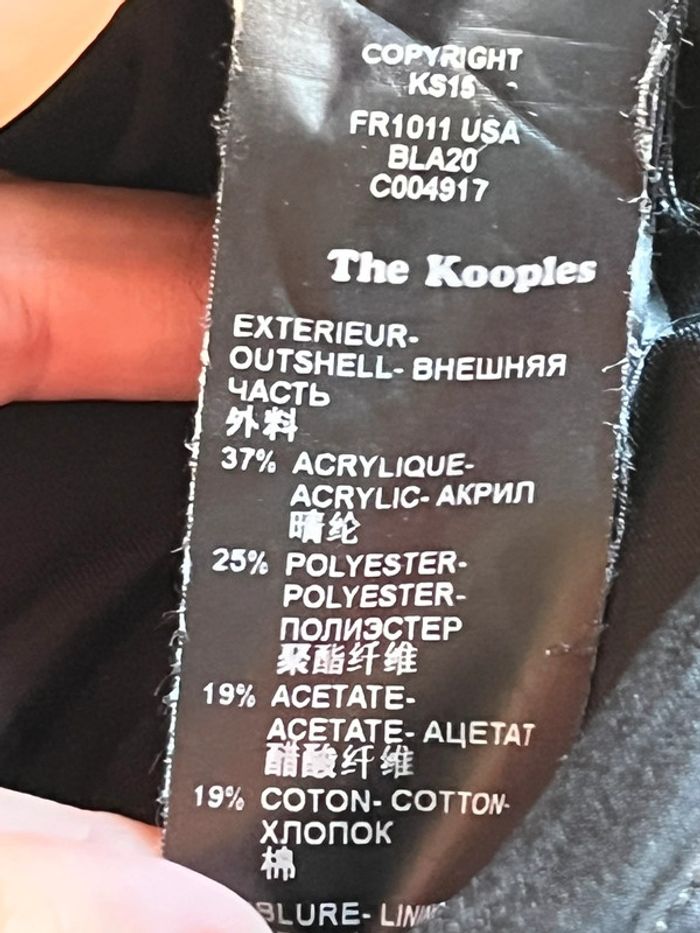 COPYRIGHT
KS15
FR1011 USA
BLA20
C004917
The Kooples
EXTERIEUR-
OUTSHELL- ВНЕШНЯЯ
ЧАСТЬ
外料
37% ACRYLIQUE-
ACRYLIC- АКРИЛ
晴纶
25% POLYESTER-
POLYESTER-
ПОЛИЭСТЕР
聚酯纤维
19% ACETATE-
ACETATE- АЦЕТАТ
醋酸纤维
19% COTON- COTTON-
ХЛОПОК
棉